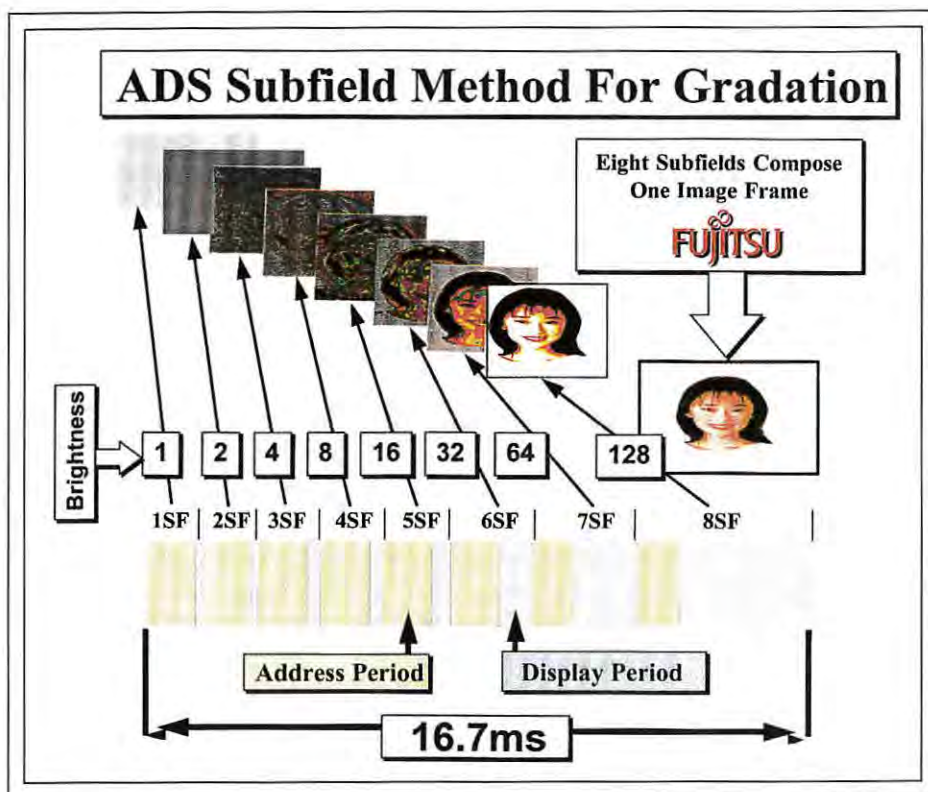 ADS Subfield Method For Gradation
Eight Subfields Compose
One Image Frame
FUJITSU
Brightness
1 2 4 8 16 32 64 128
1SF 2SF 3SF 4SF 5SF 6SF 7SF 8SF
Address Period Display Period
16.7ms